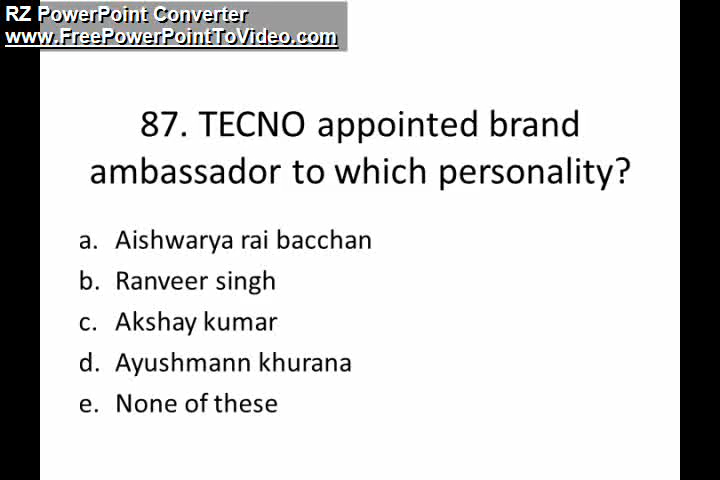 RZ PowerPoint Converter
www.FreePowerPointToVideo.com
87. TECNO appointed brand
ambassador to which personality?
a. Aishwarya rai bacchan
b. Ranveer singh
c. Akshay kumar
d. Ayushmann khurana
e. None of these